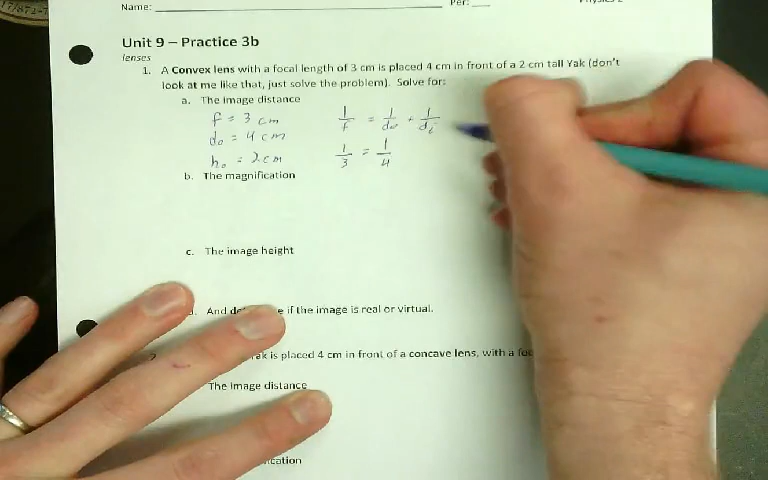 Name: Per:
Unit 9 – Practice 3b
lenses
1. A Convex lens with a focal length of 3 cm is placed 4 cm in front of a 2 cm tall Yak (don't
look at me like that, just solve the problem). Solve for:
a. The image distance
f = 3 cm
1/f = 1/do + 1/di
do = 4 cm
ho = 2 cm
1/3 = 1/4
b. The magnification
c. The image height
And if the image is real or virtual.
is placed 4 cm in front of a concave lens, with a
The image distance